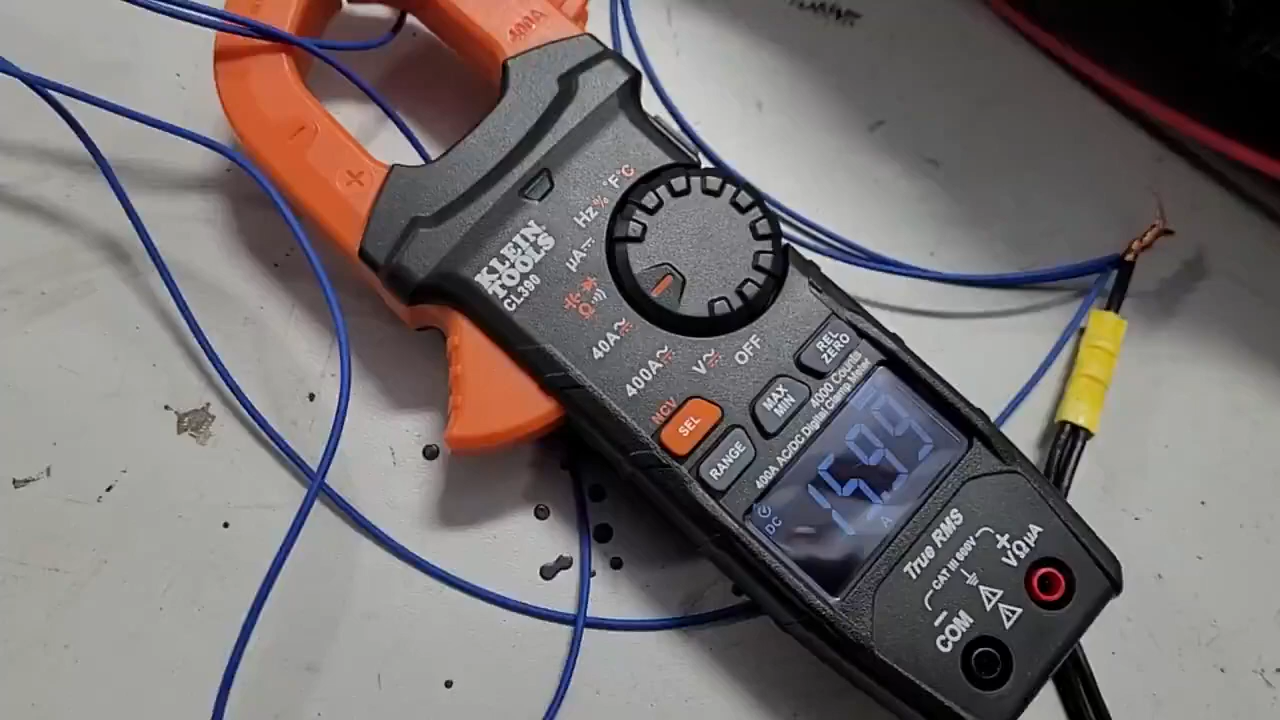 400A
+
−
KLEIN
TOOLS
CL390
°F°C
Hz%
µA
Ω
40A
400A
V
OFF
NCV
SEL
RANGE
MAX
MIN
REL
ZERO
4000 Counts
400A AC/DC Digital Clamp Meter
DC
15.99
A
True RMS
CAT III 600V
−
COM
+
VΩµA